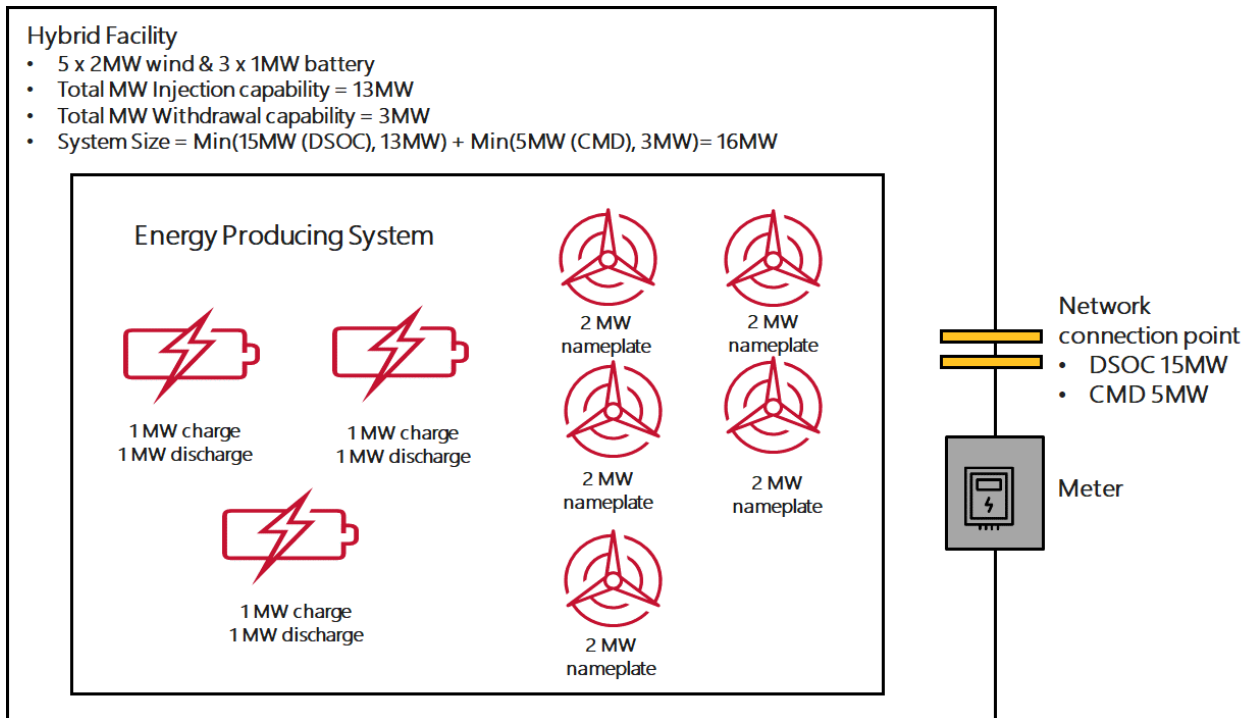 Hybrid Facility
• 5 x 2MW wind & 3 x 1MW battery
• Total MW Injection capability = 13MW
• Total MW Withdrawal capability = 3MW
• System Size = Min(15MW (DSOC), 13MW) + Min(5MW (CMD), 3MW)= 16MW
Energy Producing System
2 MW
nameplate
2 MW
nameplate
1 MW charge
1 MW discharge
1 MW charge
1 MW discharge
2 MW
nameplate
2 MW
nameplate
1 MW charge
1 MW discharge
2 MW
nameplate
Network
connection point
• DSOC 15MW
• CMD 5MW
Meter